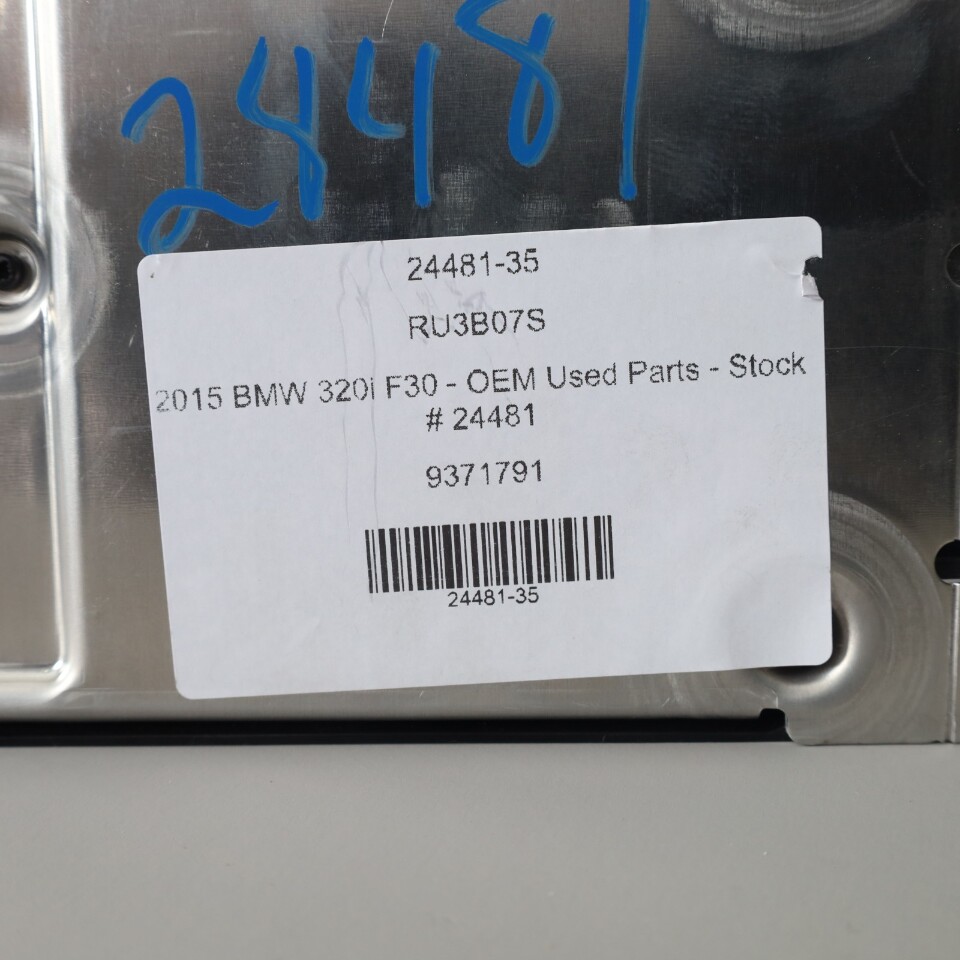 24481
24481-35
RU3B07S
2015 BMW 320i F30 - OEM Used Parts - Stock
# 24481
9371791
24481-35